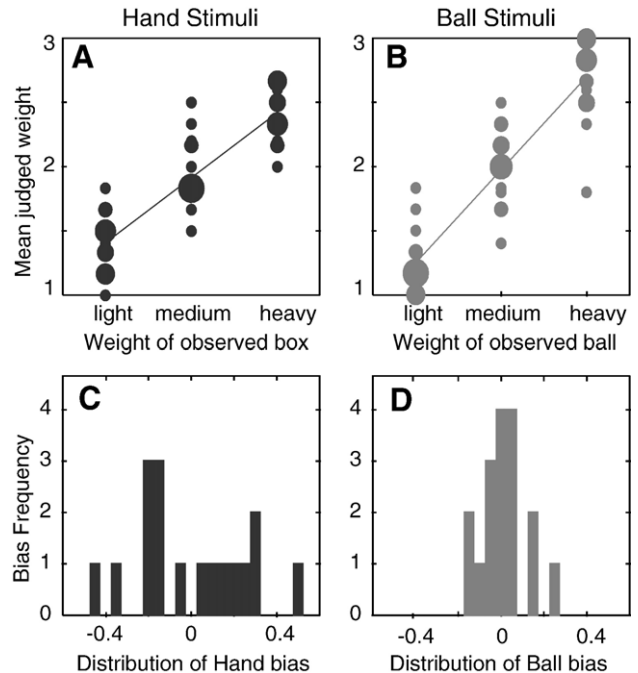 Hand Stimuli
Ball Stimuli
A
B
3
2
1
Mean judged weight
light medium heavy
Weight of observed box
3
2
1
light medium heavy
Weight of observed ball
C
D
4
3
2
1
0
Bias Frequency
-0.4 0 0.4
Distribution of Hand bias
4
3
2
1
0
-0.4 0 0.4
Distribution of Ball bias